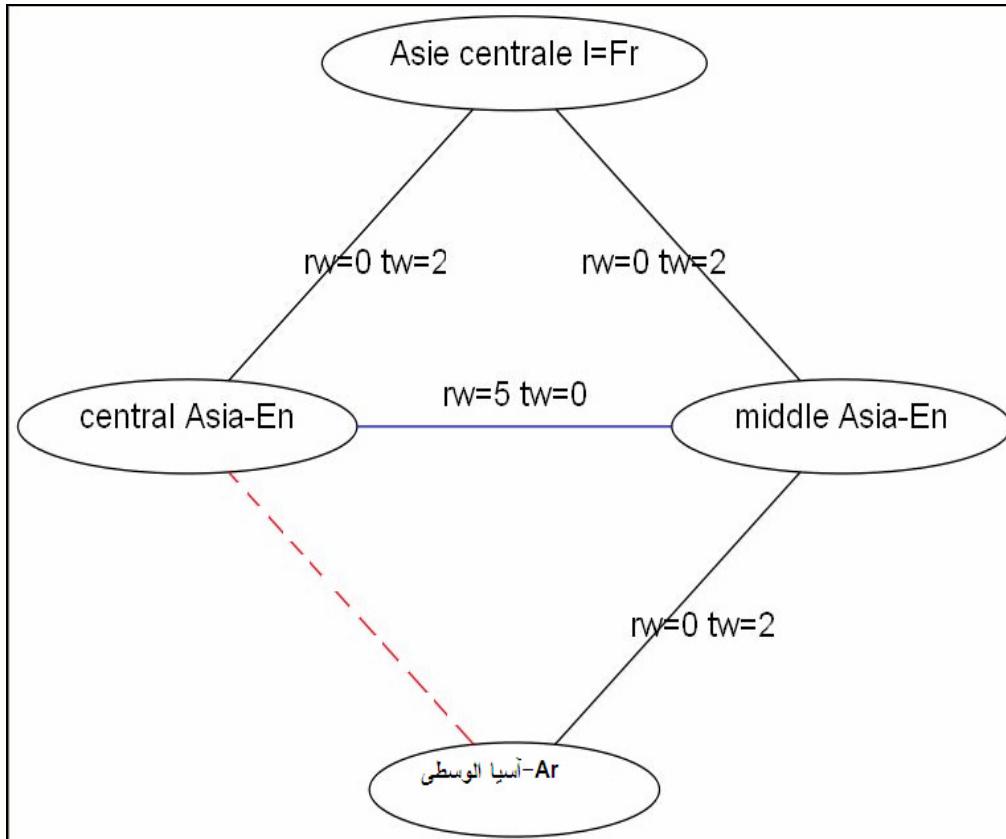 Asie centrale l=Fr
rw=0 tw=2
rw=0 tw=2
central Asia-En
rw=5 tw=0
middle Asia-En
rw=0 tw=2
آسيا الوسطى-Ar